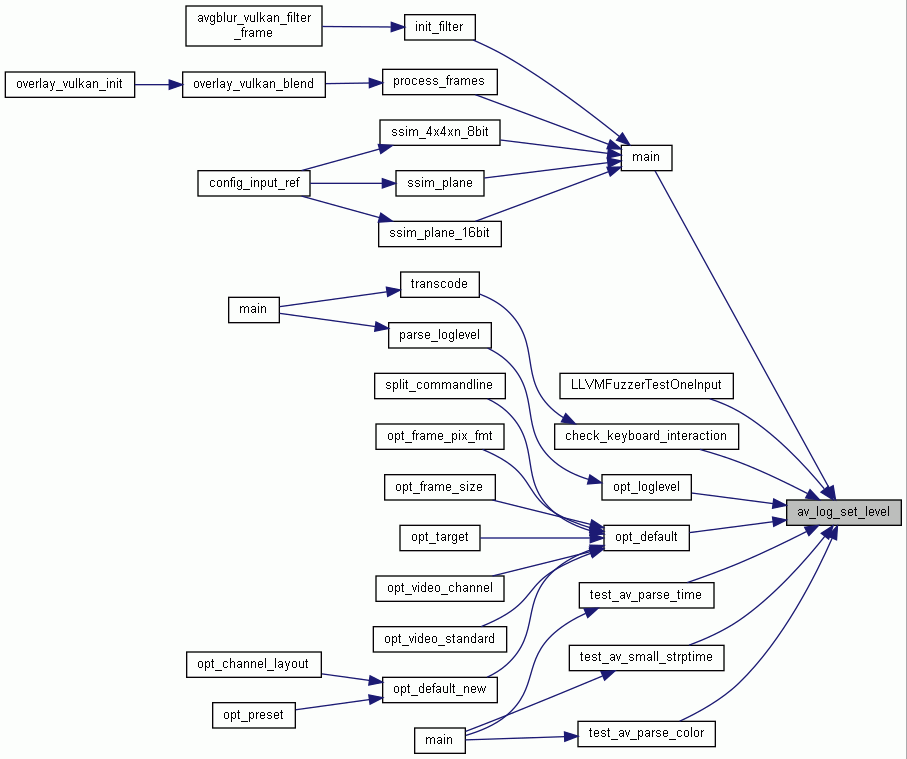 avgblur_vulkan_filter
_frame
init_filter
overlay_vulkan_init
overlay_vulkan_blend
process_frames
ssim_4x4xn_8bit
main
config_input_ref
ssim_plane
ssim_plane_16bit
transcode
main
parse_loglevel
split_commandline
LLVMFuzzerTestOneInput
opt_frame_pix_fmt
check_keyboard_interaction
opt_frame_size
opt_loglevel
av_log_set_level
opt_target
opt_default
opt_video_channel
test_av_parse_time
opt_video_standard
opt_channel_layout
test_av_small_strptime
opt_default_new
opt_preset
main
test_av_parse_color